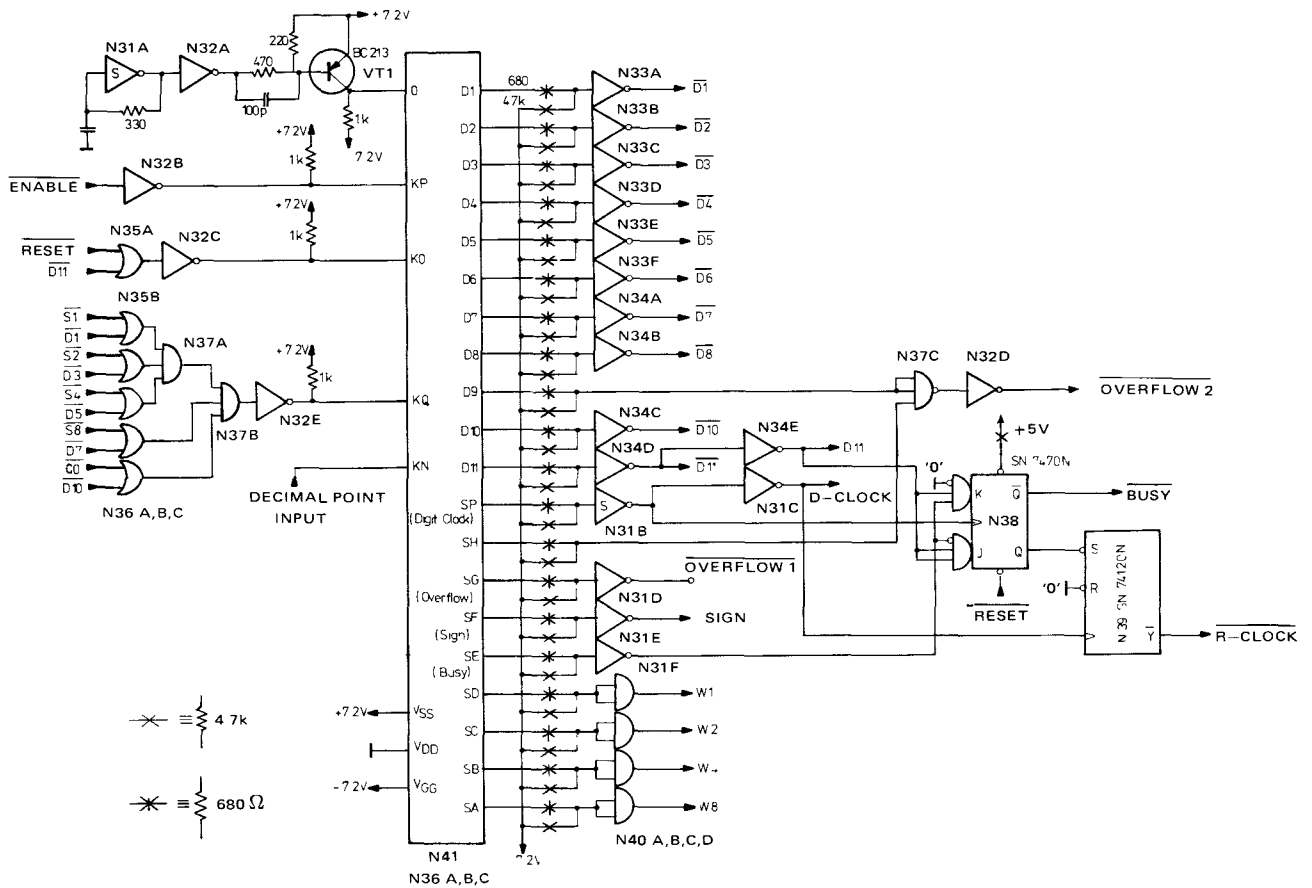 +7.2V
N31A
N32A
220
BC213
470
VT1
S
100p
330
1k
7.2V
0
+7.2V
1k
N32B
ENABLE
KP
+7.2V
1k
N35A
N32C
RESET
D11
KO
N35B
S1
D1
N37A
S2
D3
+7.2V
1k
S4
D5
KQ
S8
N32E
D7
N37B
C0
D10
KN
N36 A,B,C
DECIMAL POINT
INPUT
680
4.7k
D1
N33A
D1
D2
N33B
D2
D3
N33C
D3
D4
N33D
D4
D5
N33E
D5
D6
N33F
D6
D7
N34A
D7
D8
N34B
D8
D9
N37C
N32D
OVERFLOW 2
D10
N34C
D10
D11
N34D
D11
N34E
D11
SP
(Digit Clock)
S
N31B
N31C
D-CLOCK
+5V
SN 7470N
'0'
K
Q
BUSY
N38
J
Q
RESET
S
'0'
R
N39 SN 74120N
Y
R-CLOCK
SH
OVERFLOW 1
SG
(Overflow)
N31D
SF
(Sign)
N31E
SIGN
SE
(Busy)
N31F
SD
W1
SC
W2
SB
SA
W8
N40 A,B,C,D
+7.2V
VSS
VDD
-7.2V
VGG
4.7k
680 Ω
N41
N36 A,B,C